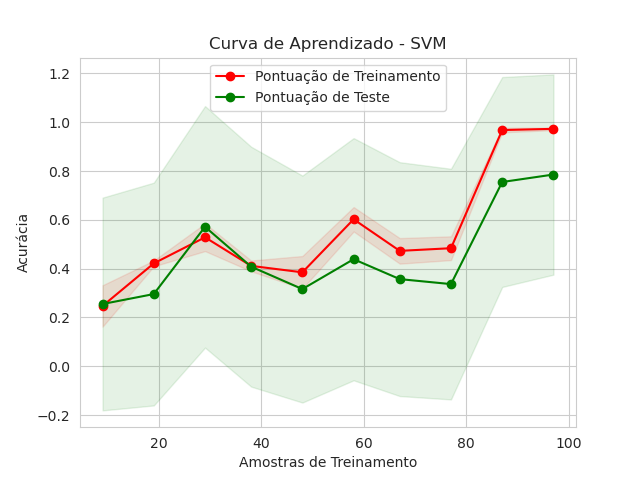 Curva de Aprendizado - SVM
Pontuação de Treinamento
Pontuação de Teste
Acurácia
1.2
1.0
0.8
0.6
0.4
0.2
0.0
−0.2
20 40 60 80 100
Amostras de Treinamento